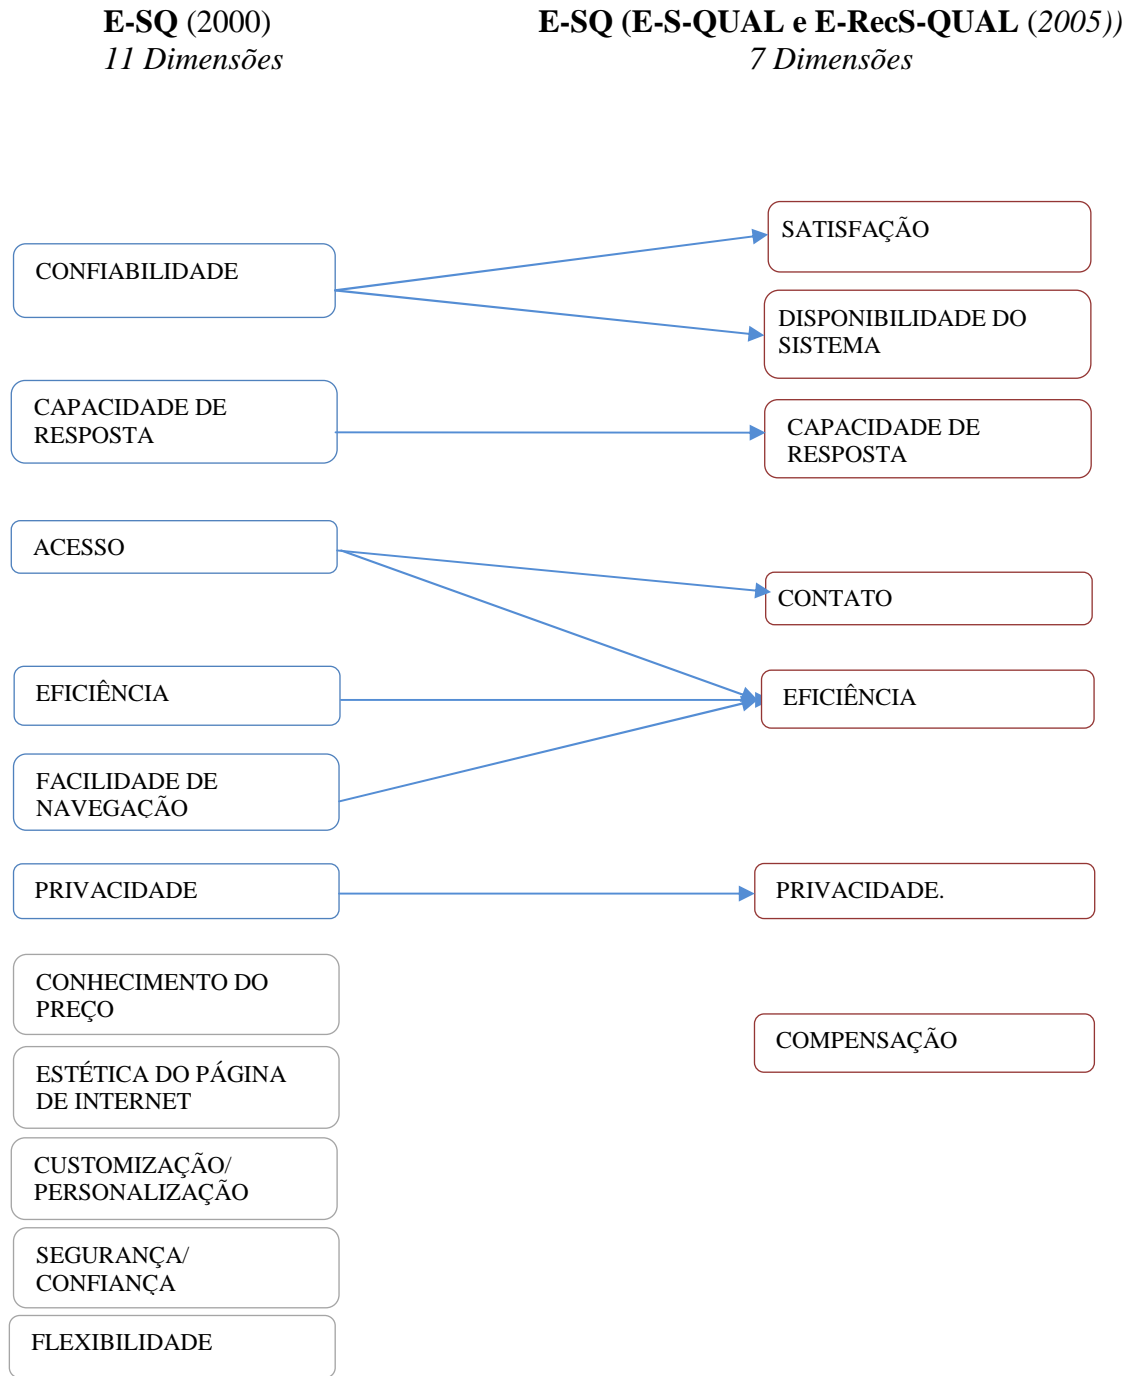 E-SQ (2000)
11 Dimensões
E-SQ (E-S-QUAL e E-RecS-QUAL (2005))
7 Dimensões
CONFIABILIDADE
CAPACIDADE DE
RESPOSTA
ACESSO
EFICIÊNCIA
FACILIDADE DE
NAVEGAÇÃO
PRIVACIDADE
CONHECIMENTO DO
PREÇO
ESTÉTICA DO PÁGINA
DE INTERNET
CUSTOMIZAÇÃO/
PERSONALIZAÇÃO
SEGURANÇA/
CONFIANÇA
FLEXIBILIDADE
SATISFAÇÃO
DISPONIBILIDADE DO
SISTEMA
CAPACIDADE DE
RESPOSTA
CONTATO
EFICIÊNCIA
PRIVACIDADE.
COMPENSAÇÃO